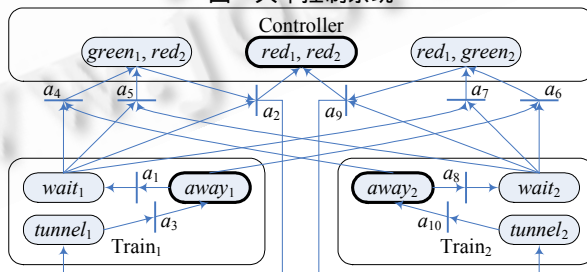 Controller
green₁, red₂ red₁, red₂ red₁, green₂
a₄ a₅ a₂ a₉ a₇ a₆
wait₁ a₁ away₁ away₂ a₈ wait₂
tunnel₁ a₃ a₁₀ tunnel₂
Train₁ Train₂